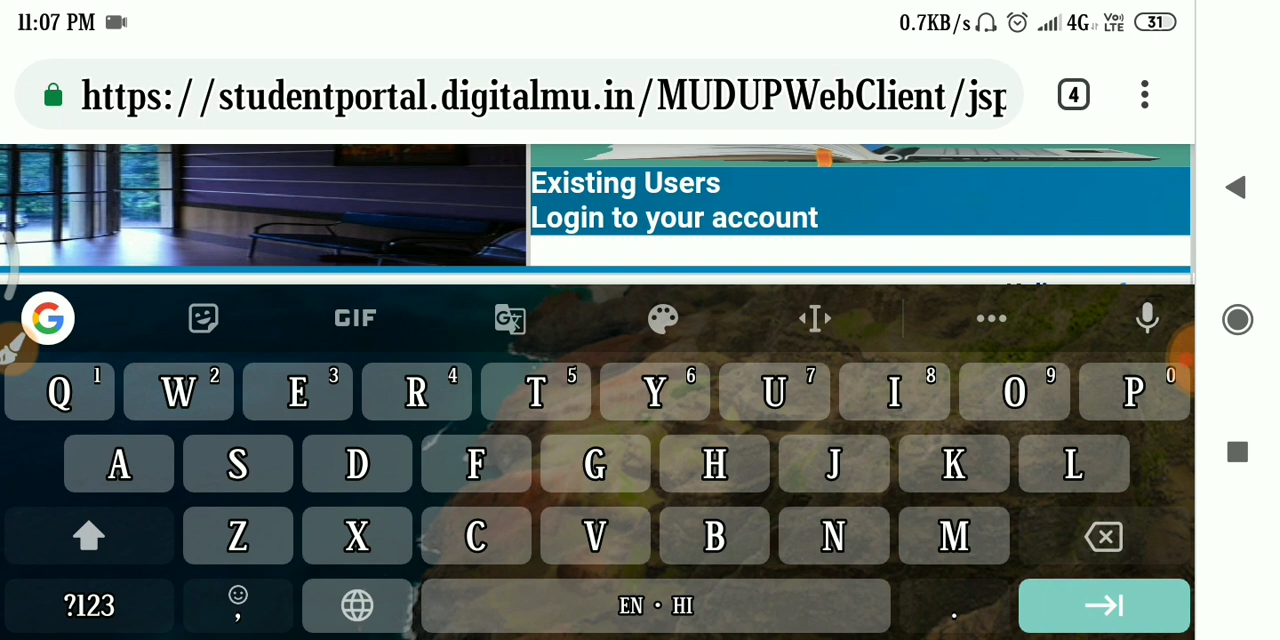 11:07 PM
0.7KB/s 4G Vo) LTE 31
https://studentportal.digitalmu.in/MUDUPWebClient/jsp
4
Existing Users
Login to your account
GIF
Q 1 W 2 E 3 R 4 T 5 Y 6 U 7 I 8 O 9 P 0
A S D F G H J K L
Z X C V B N M
?123 , EN • HI .